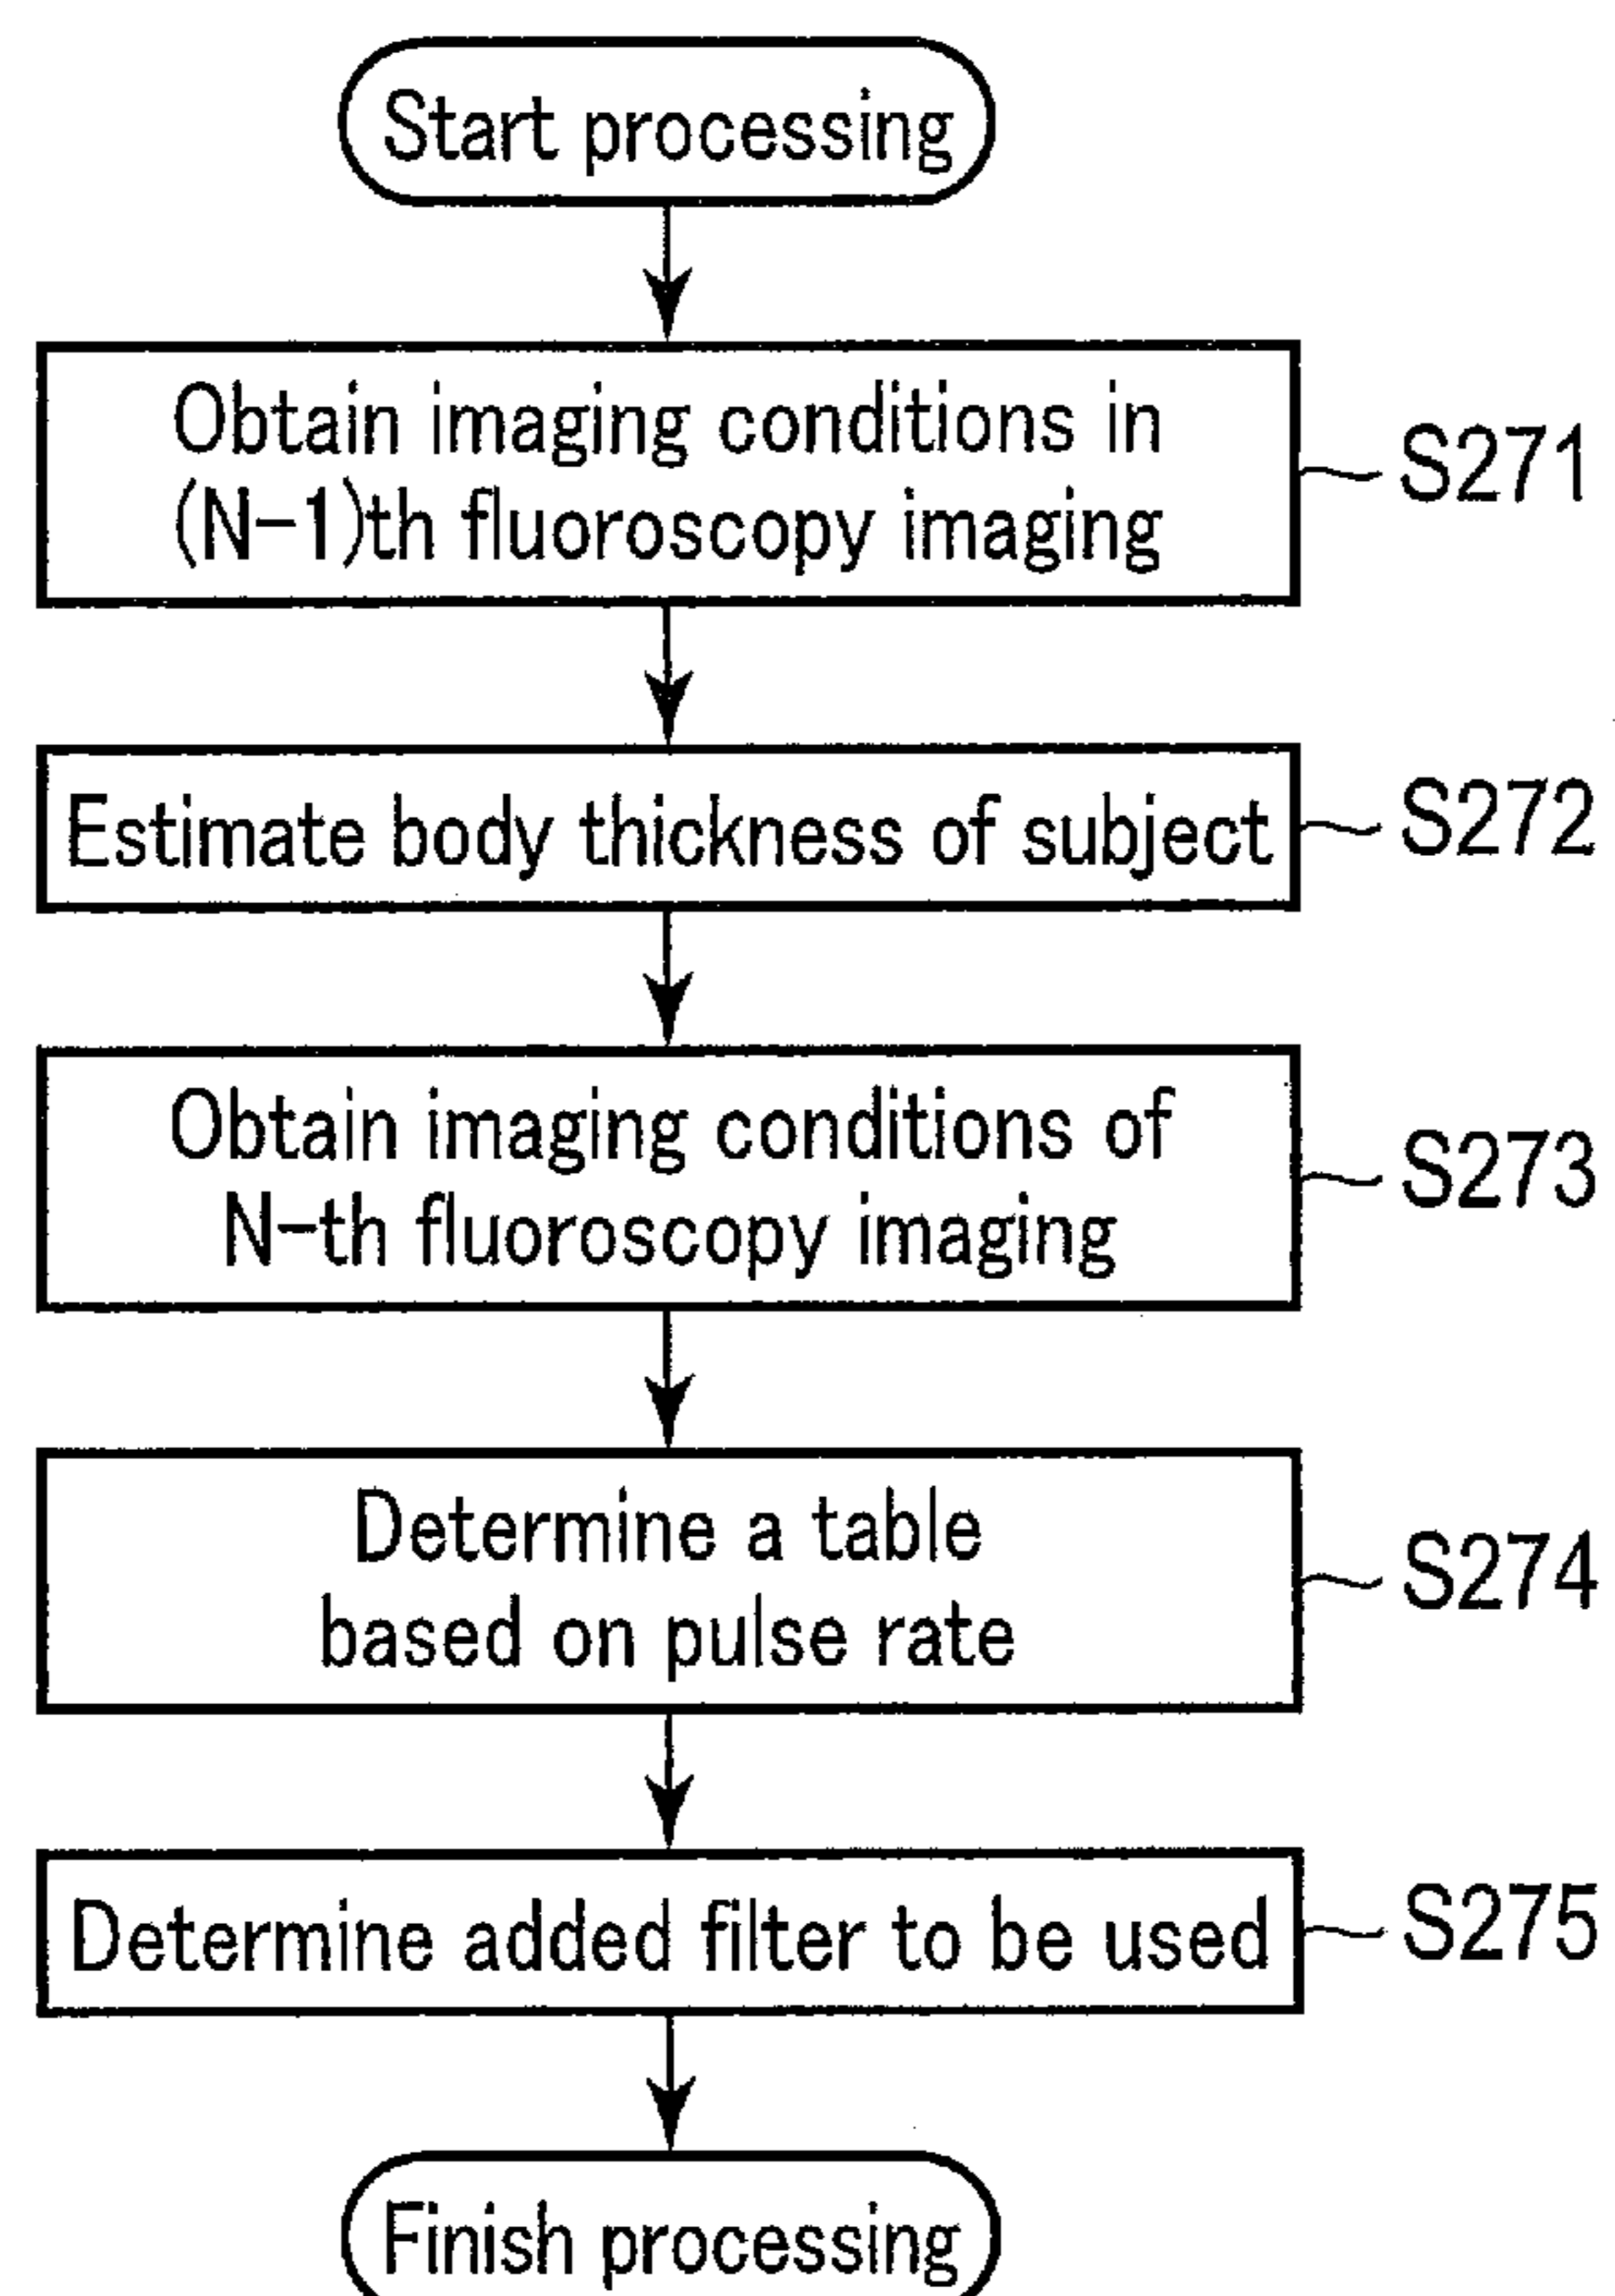 Start processing
Obtain imaging conditions in
(N-1)th fluoroscopy imaging
S271
Estimate body thickness of subject
S272
Obtain imaging conditions of
N-th fluoroscopy imaging
S273
Determine a table
based on pulse rate
S274
Determine added filter to be used
S275
Finish processing